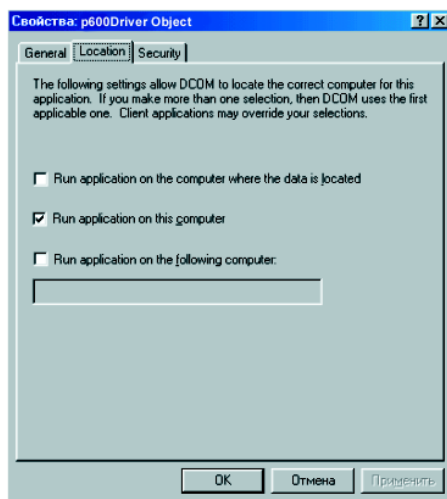 Свойства: p600Driver Object
General Location Security
The following settings allow DCOM to locate the correct computer for this
application. If you make more than one selection, then DCOM uses the first
applicable one. Client applications may override your selections.
Run application on the computer where the data is located
Run application on this computer
Run application on the following computer:
OK Отмена Применить